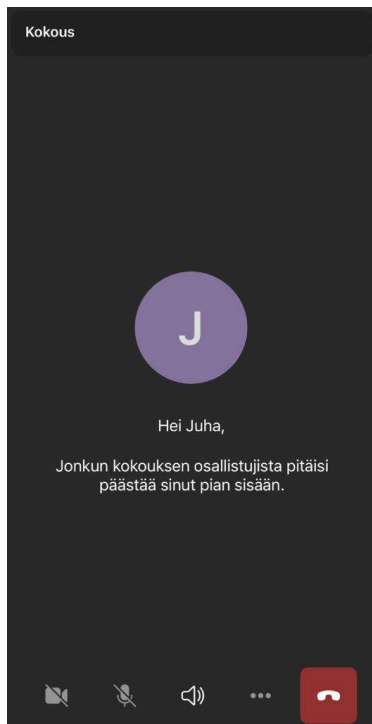 Kokous
J
Hei Juha,
Jonkun kokouksen osallistujista pitäisi
päästää sinut pian sisään.